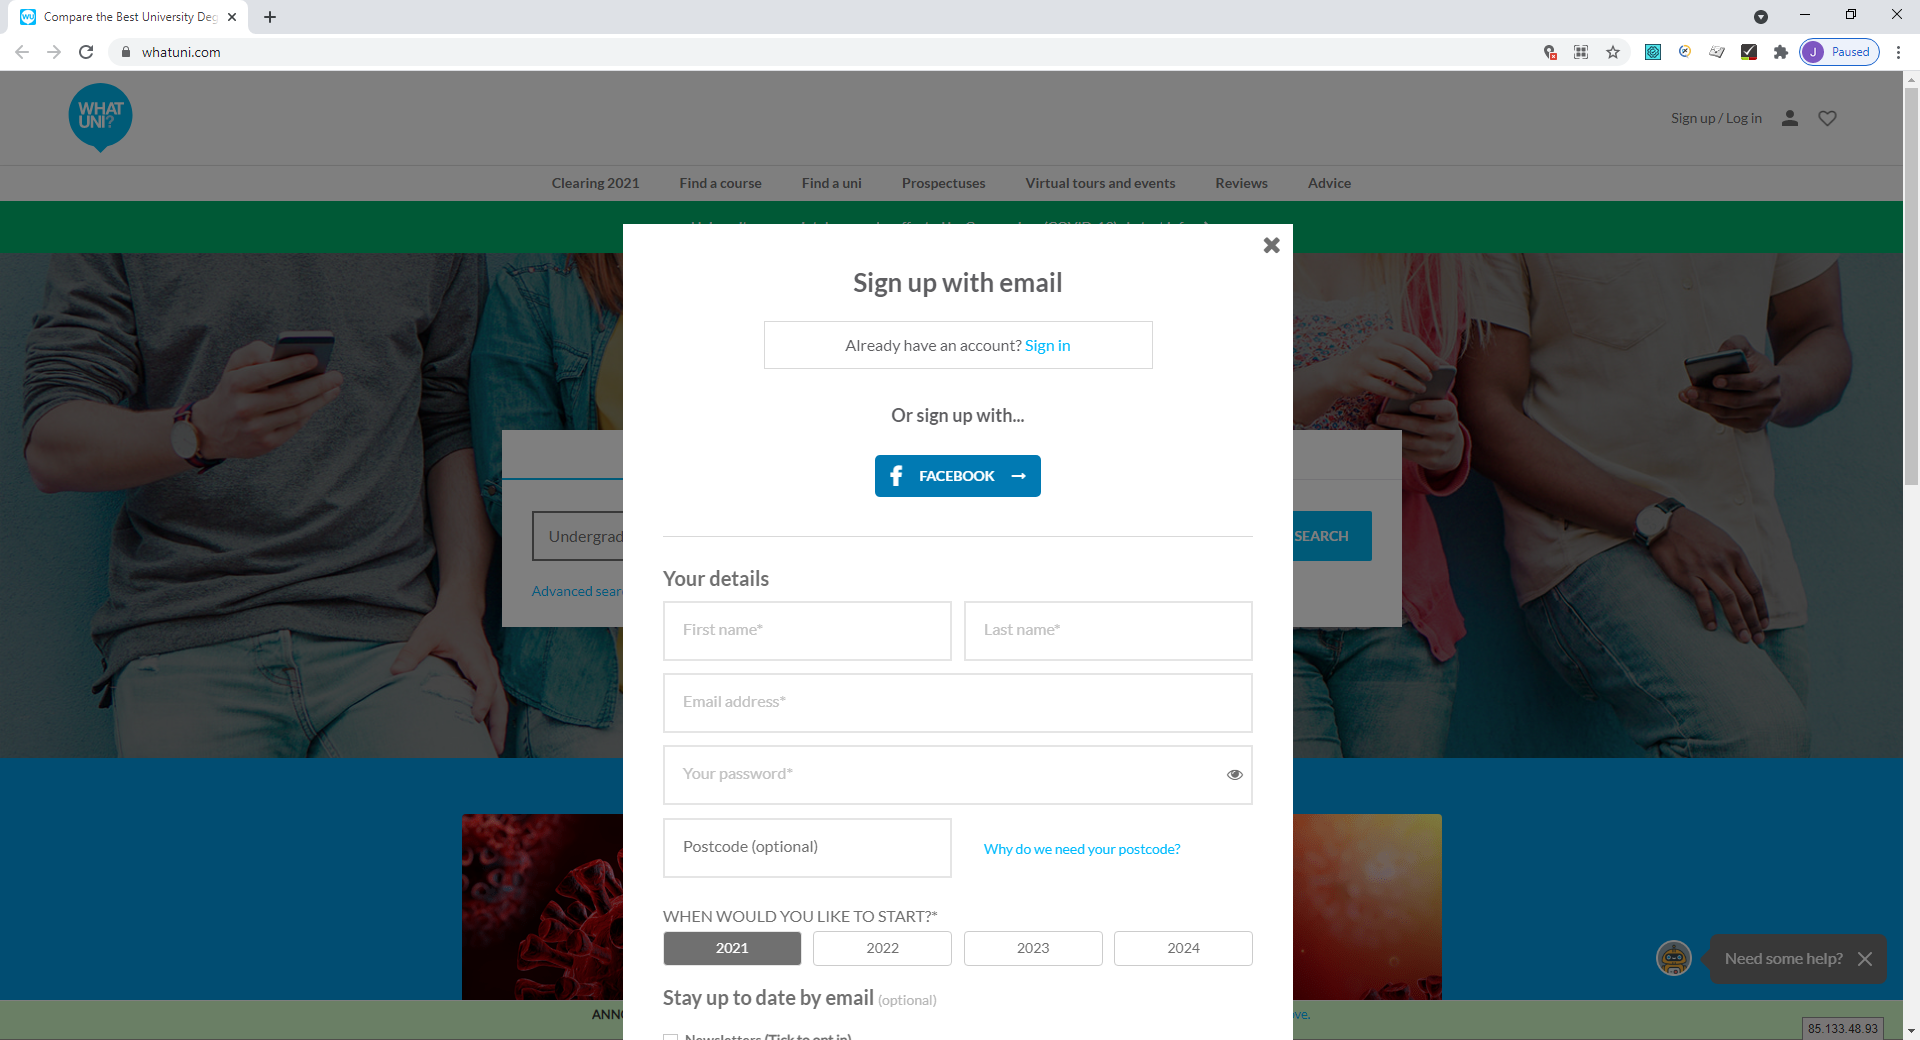 Compare the Best University Deg
whatuni.com
J Paused
WHAT
UNI?
Sign up / Log in
Clearing 2021 Find a course Find a uni Prospectuses Virtual tours and events Reviews Advice
Sign up with email
Already have an account? Sign in
Or sign up with...
FACEBOOK
Undergrad
SEARCH
Advanced sear
Your details
First name* Last name*
Email address*
Your password*
Postcode (optional) Why do we need your postcode?
WHEN WOULD YOU LIKE TO START?*
2021 2022 2023 2024
Need some help?
Stay up to date by email (optional)
ANNO
ve.
85.133.48.93
Newsletters (Tick to opt in)